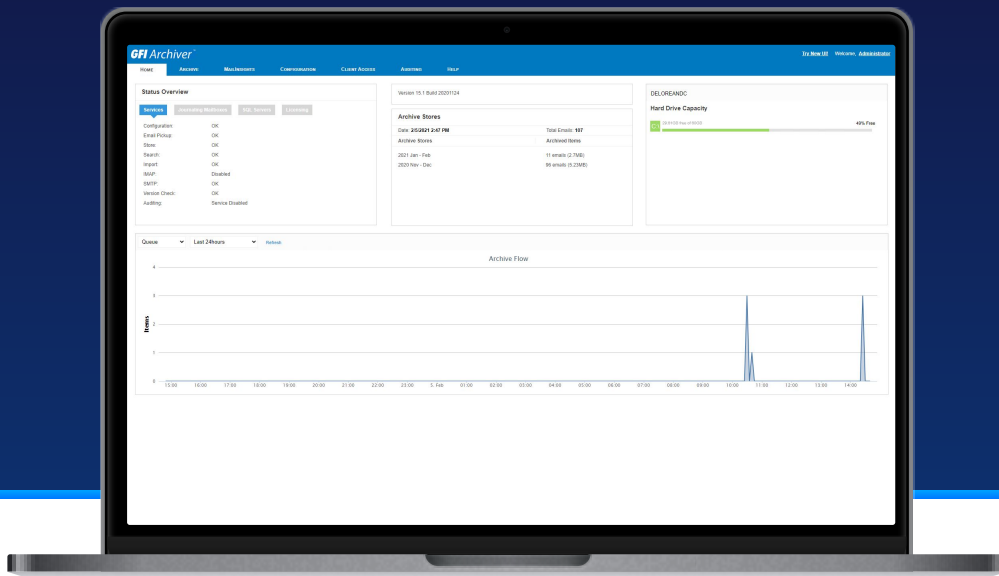 GFI Archiver
Try New UI! Welcome, Administrator
Home Archive MailInsights Configuration Client Access Auditing Help
Status Overview
Services Journaling Mailboxes SQL Servers Licensing
Configuration: OK
Email Pickup: OK
Store: OK
Search: OK
Import: OK
IMAP: Disabled
SMTP: OK
Version Check: OK
Auditing: Service Disabled
Version 15.1 Build 20201124
Archive Stores
Date: 2/5/2021 2:47 PM Total Emails: 107
Archive Stores Archived Items
2021 Jan - Feb 11 emails (2.7MB)
2020 Nov - Dec 96 emails (5.23MB)
DELOREANDC
Hard Drive Capacity
49% Free
Queue Last 24hours Refresh
Archive Flow
Items
4
3
2
1
0
15:00 16:00 17:00 18:00 19:00 20:00 21:00 22:00 23:00 5. Feb 01:00 02:00 03:00 04:00 05:00 06:00 07:00 08:00 09:00 10:00 11:00 12:00 13:00 14:00